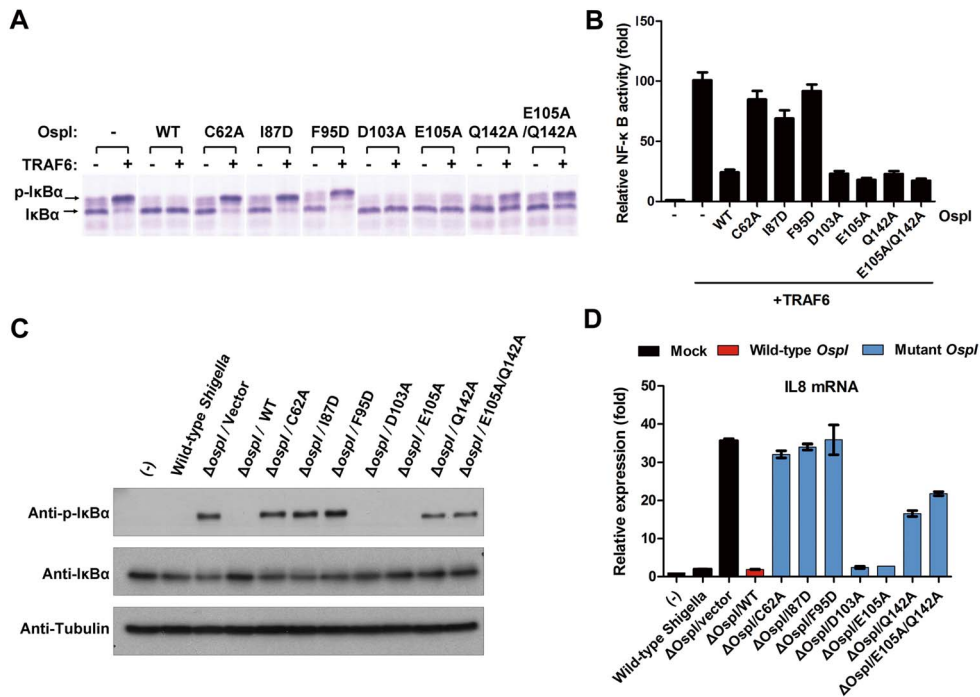 A
OspI: - WT C62A I87D F95D D103A E105A Q142A E105A/Q142A
TRAF6: - + - + - + - + - + - + - + - + - +
p-IκBα
IκBα
B
Relative NF-κ B activity (fold)
150
100
50
0
- - WT C62A I87D F95D D103A E105A Q142A E105A/Q142A OspI
+TRAF6
C
(-)
Wild-type Shigella
ΔospI / Vector
ΔospI / WT
ΔospI / C62A
ΔospI / I87D
ΔospI / F95D
ΔospI / D103A
ΔospI / E105A
ΔospI / Q142A
ΔospI / E105A/Q142A
Anti-p-IκBα
Anti-IκBα
Anti-Tubulin
D
Mock Wild-type OspI Mutant OspI
IL8 mRNA
Relative expression (fold)
50
40
30
20
10
0
(-)
Wild-type Shigella
ΔOspI/vector
ΔOspI/WT
ΔOspI/C62A
ΔOspI/I87D
ΔOspI/F95D
ΔOspI/D103A
ΔOspI/E105A
ΔOspI/Q142A
ΔOspI/E105A/Q142A